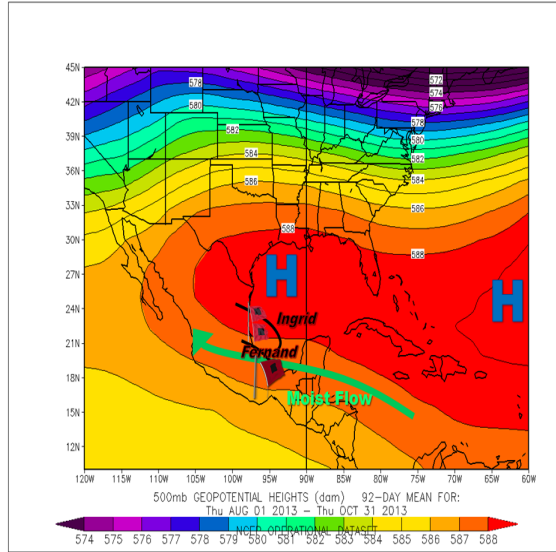 45N
42N
39N
36N
33N
30N
27N
24N
21N
18N
15N
12N
572
574
576
578
580
582
584
586
588
578
580
582
584
586
588
H
H
Ingrid
Fernand
Moist Flow
120W 115W 110W 105W 100W 95W 90W 85W 80W 75W 70W 65W 60W
500mb GEOPOTENTIAL HEIGHTS (dam) 92-DAY MEAN FOR:
Thu AUG 01 2013 – Thu OCT 31 2013
NCEP OPERATIONAL DATASET
574 575 576 577 578 579 580 581 582 583 584 585 586 587 588